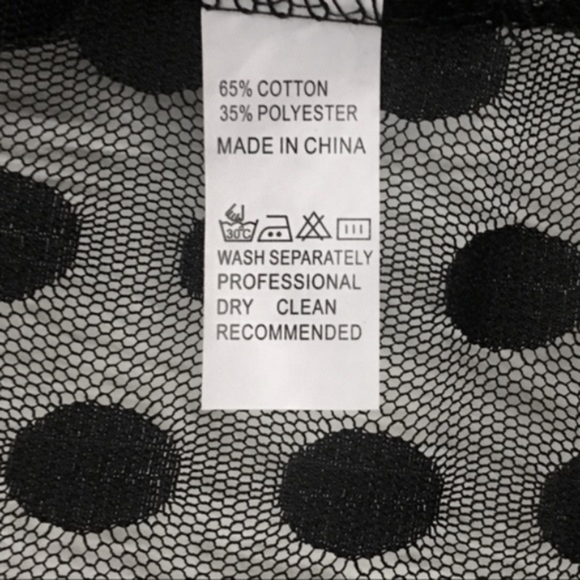 65% COTTON
35% POLYESTER
MADE IN CHINA
30°C
WASH SEPARATELY
PROFESSIONAL
DRY CLEAN
RECOMMENDED